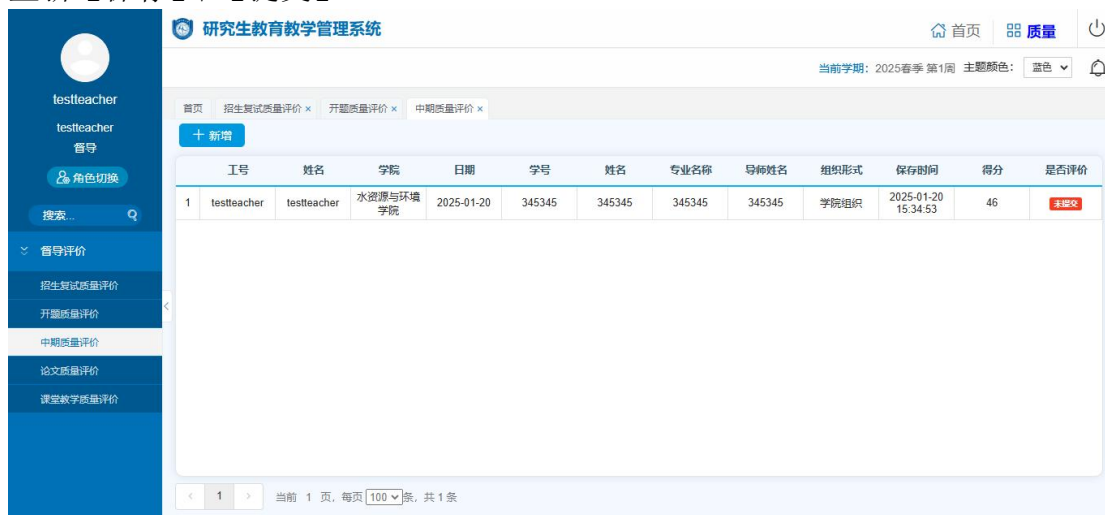 研究生教育教学管理系统
首页
质量
当前学期：2025春季 第1周 主题颜色： 蓝色
testteacher
testteacher
督导
角色切换
搜索...
督导评价
招生复试质量评价
开题质量评价
中期质量评价
论文质量评价
课堂教学质量评价
首页 招生复试质量评价 × 开题质量评价 × 中期质量评价 ×
+ 新增
工号 姓名 学院 日期 学号 姓名 专业名称 导师姓名 组织形式 保存时间 得分 是否评价
1 testteacher testteacher 水资源与环境学院 2025-01-20 345345 345345 345345 345345 学院组织 2025-01-20 15:34:53 46 未提交
< 1 > 当前 1 页, 每页 100 条, 共 1 条